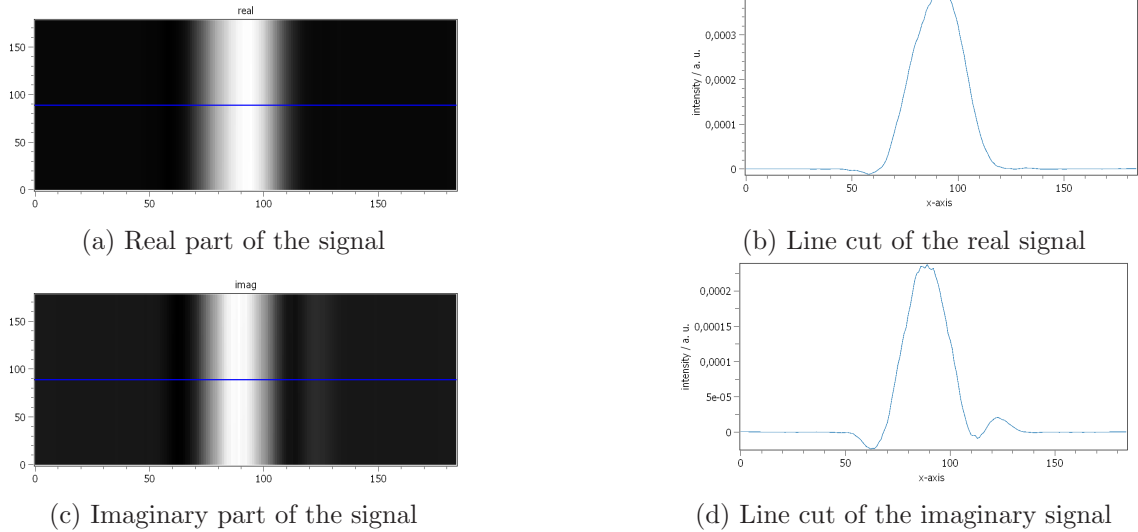 real
150
100
50
0
0 50 100 150
(a) Real part of the signal
intensity / a. u.
0,0003
0,0002
0,0001
0
50 100 150
x-axis
(b) Line cut of the real signal
imag
150
100
50
0
0 50 100 150
(c) Imaginary part of the signal
intensity / a. u.
0,0002
0,00015
0,0001
5e-05
0
0 50 100 150
x-axis
(d) Line cut of the imaginary signal